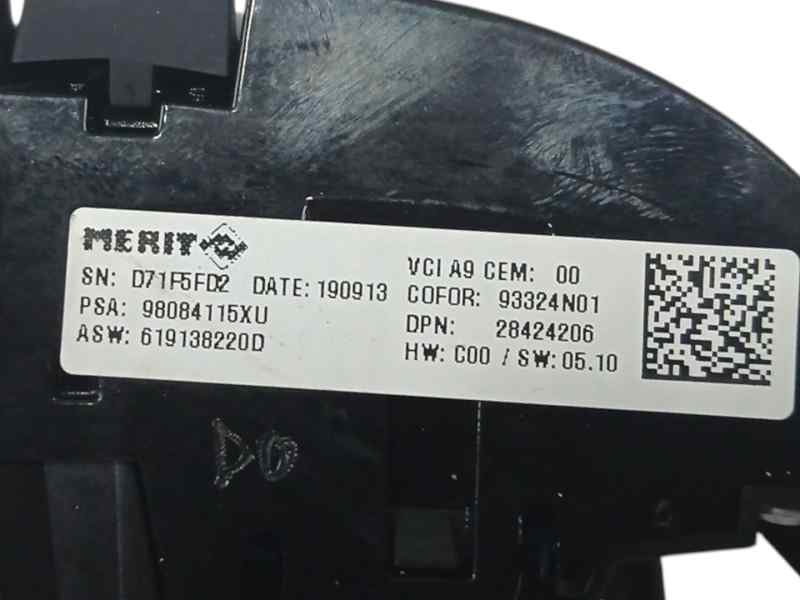 MERIT
SN: D71F5FD2 DATE: 190913
PSA: 98084115XU
ASW: 619138220D
VCI A9 CEM: 00
COFOR: 93324N01
DPN: 28424206
HW: C00 / SW: 05.10
DO